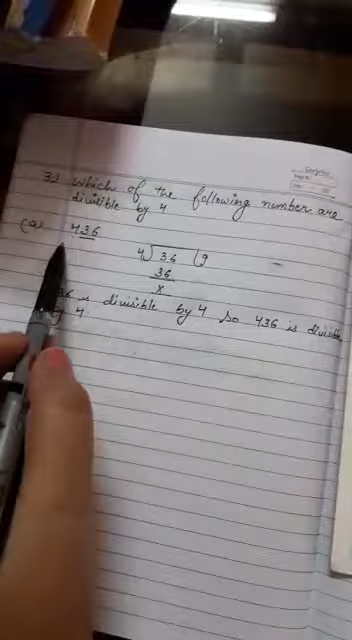 3) Which of the following number are
divisible by 4
(a) 436
4) 36 (9
36
x
36 is divisible by 4 so 436 is divisible
by 4.